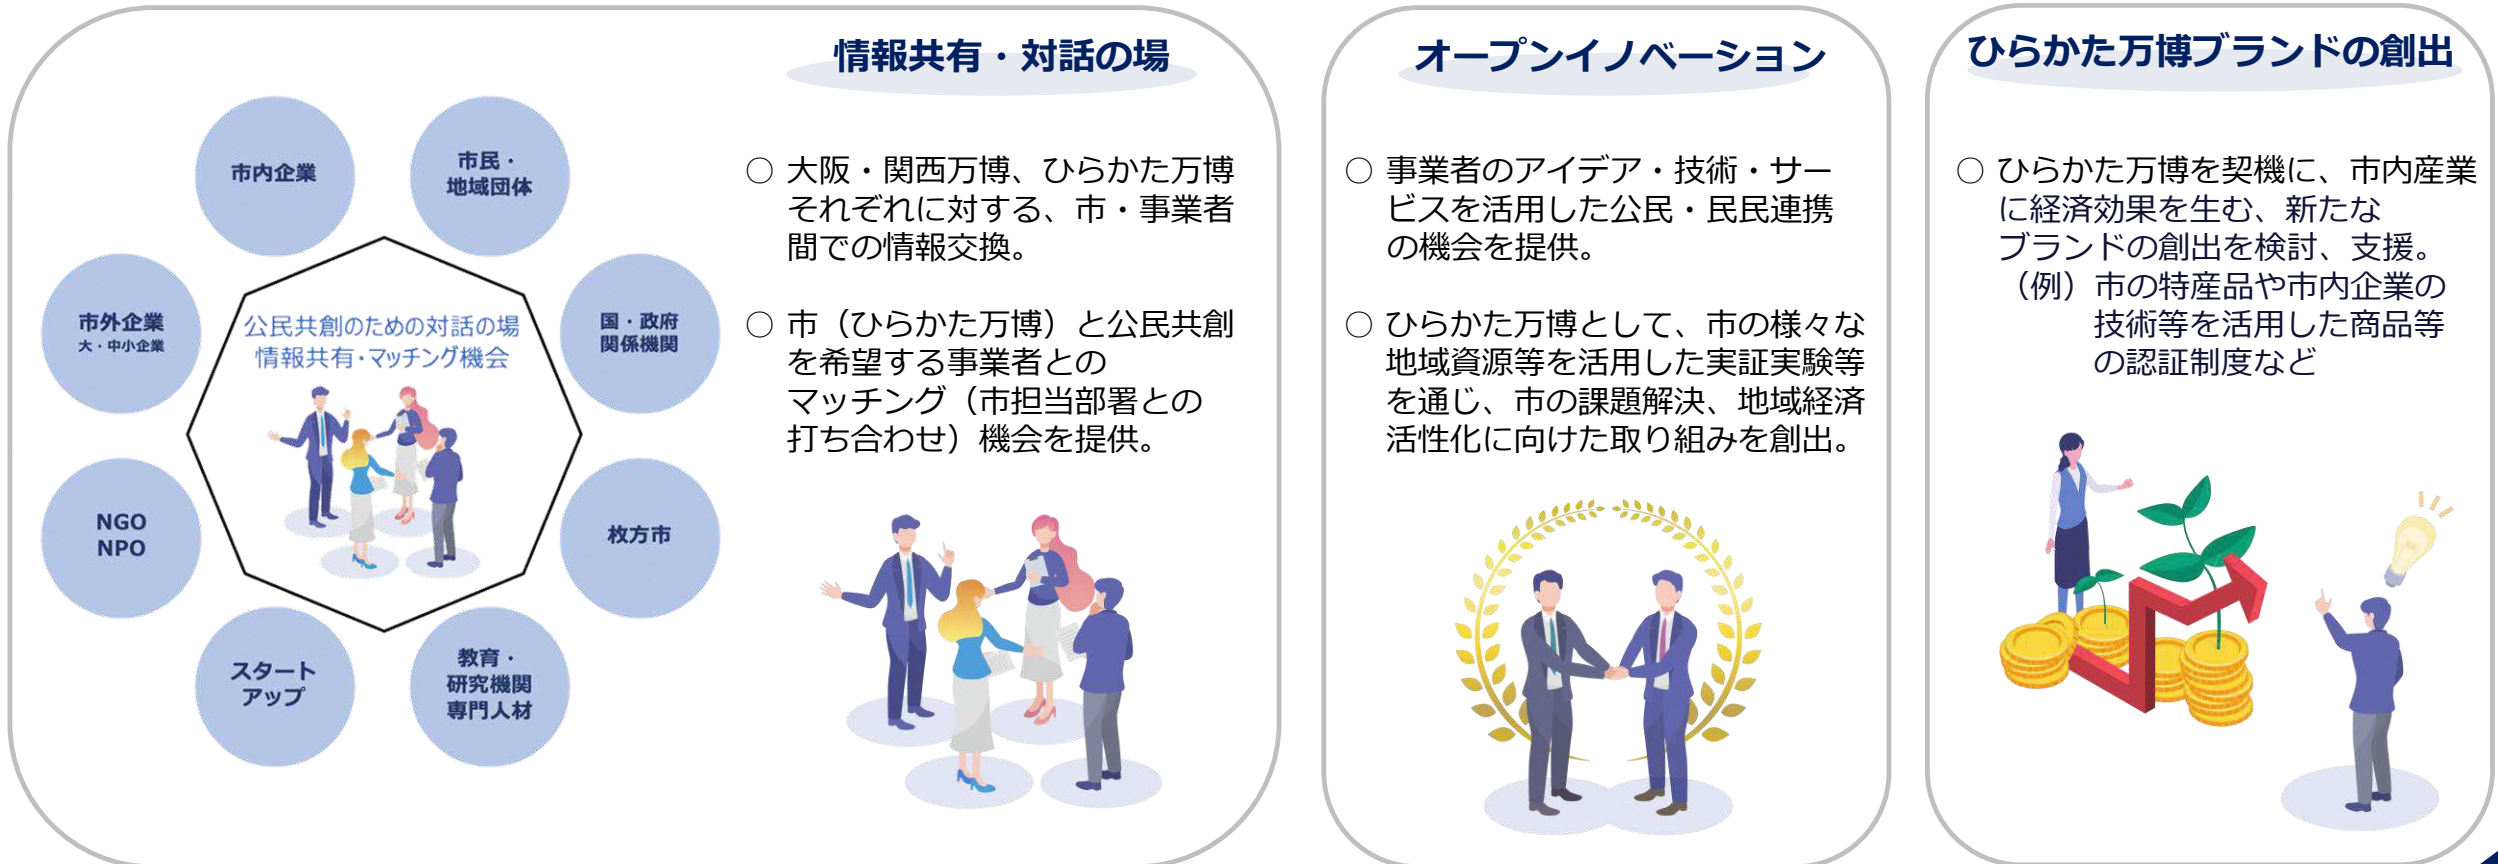 情報共有・対話の場
市内企業
市民・
地域団体
市外企業
大・中小企業
国・政府
関係機関
公民共創のための対話の場
情報共有・マッチング機会
NGO
NPO
枚方市
スタート
アップ
教育・
研究機関
専門人材
○ 大阪・関西万博、ひらかた万博
それぞれに対する、市・事業者
間での情報交換。
○ 市（ひらかた万博）と公民共創
を希望する事業者との
マッチング（市担当部署との
打ち合わせ）機会を提供。
オープンイノベーション
○ 事業者のアイデア・技術・サー
ビスを活用した公民・民民連携
の機会を提供。
○ ひらかた万博として、市の様々な
地域資源等を活用した実証実験等
を通じ、市の課題解決、地域経済
活性化に向けた取り組みを創出。
ひらかた万博ブランドの創出
○ ひらかた万博を契機に、市内産業
に経済効果を生む、新たな
ブランドの創出を検討、支援。
（例）市の特産品や市内企業の
技術等を活用した商品等
の認証制度など